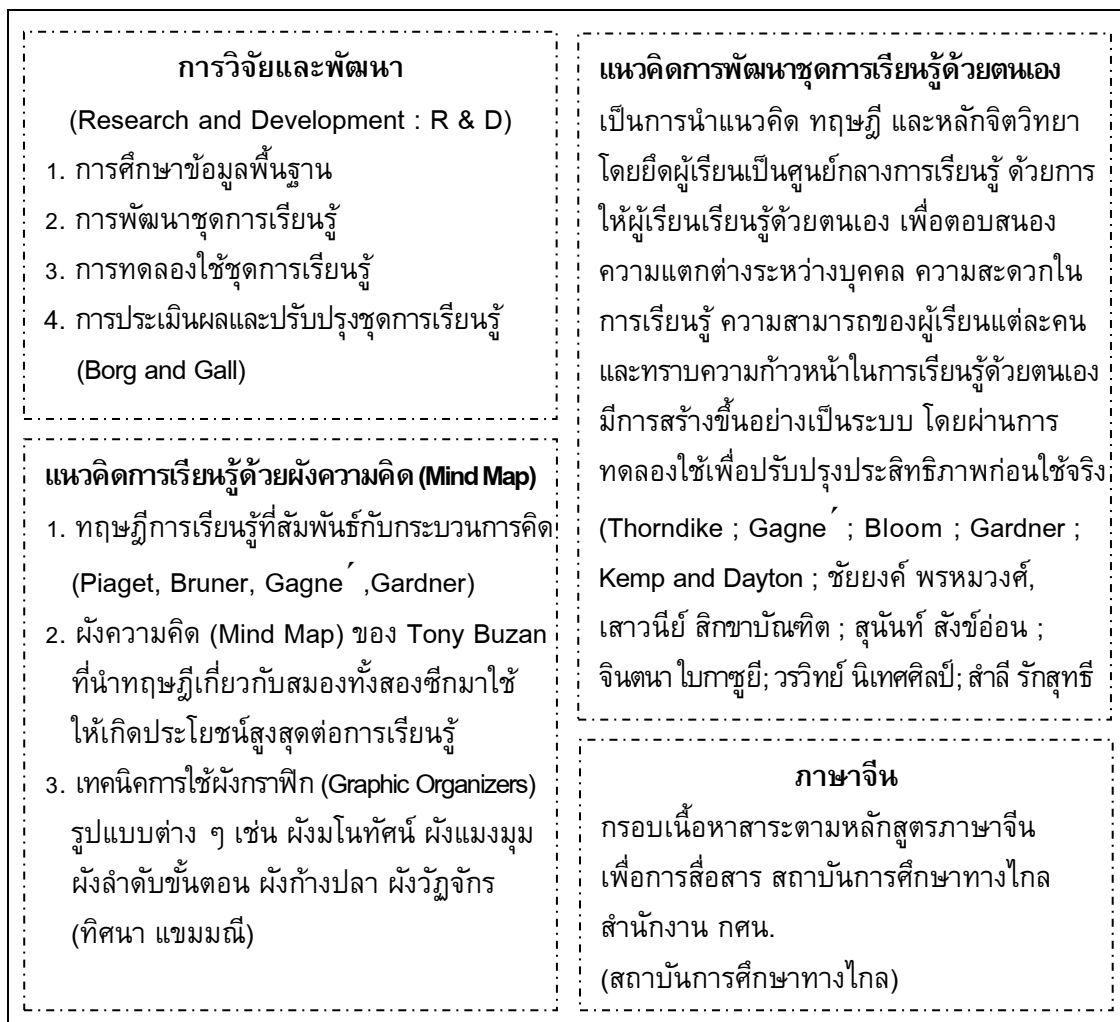 การวิจัยและพัฒนา
(Research and Development : R & D)
1. การศึกษาข้อมูลพื้นฐาน
2. การพัฒนาชุดการเรียนรู้
3. การทดลองใช้ชุดการเรียนรู้
4. การประเมินผลและปรับปรุงชุดการเรียนรู้
(Borg and Gall)
แนวคิดการเรียนรู้ด้วยผังความคิด (Mind Map)
1. ทฤษฎีการเรียนรู้ที่สัมพันธ์กับกระบวนการคิด
(Piaget, Bruner, Gagne´ ,Gardner)
2. ผังความคิด (Mind Map) ของ Tony Buzan
ที่นำทฤษฎีเกี่ยวกับสมองทั้งสองซีกมาใช้
ให้เกิดประโยชน์สูงสุดต่อการเรียนรู้
3. เทคนิคการใช้ผังกราฟิก (Graphic Organizers)
รูปแบบต่าง ๆ เช่น ผังมโนทัศน์ ผังแมงมุม
ผังลำดับขั้นตอน ผังก้างปลา ผังวัฏจักร
(ทิศนา แขมมณี)
แนวคิดการพัฒนาชุดการเรียนรู้ด้วยตนเอง
เป็นการนำแนวคิด ทฤษฎี และหลักจิตวิทยา
โดยยึดผู้เรียนเป็นศูนย์กลางการเรียนรู้ ด้วยการ
ให้ผู้เรียนเรียนรู้ด้วยตนเอง เพื่อตอบสนอง
ความแตกต่างระหว่างบุคคล ความสะดวกใน
การเรียนรู้ ความสามารถของผู้เรียนแต่ละคน
และทราบความก้าวหน้าในการเรียนรู้ด้วยตนเอง
มีการสร้างขึ้นอย่างเป็นระบบ โดยผ่านการ
ทดลองใช้เพื่อปรับปรุงประสิทธิภาพก่อนใช้จริง
(Thorndike ; Gagne´ ; Bloom ; Gardner ;
Kemp and Dayton ; ชัยยงค์ พรหมวงศ์,
เสาวนีย์ สิกขาบัณฑิต ; สุนันท์ สังข์อ่อน ;
จินตนา ใบกาซูยี; วรวิทย์ นิเทศศิลป์; สำลี รักสุทธี
ภาษาจีน
กรอบเนื้อหาสาระตามหลักสูตรภาษาจีน
เพื่อการสื่อสาร สถาบันการศึกษาทางไกล
สำนักงาน กศน.
(สถาบันการศึกษาทางไกล)